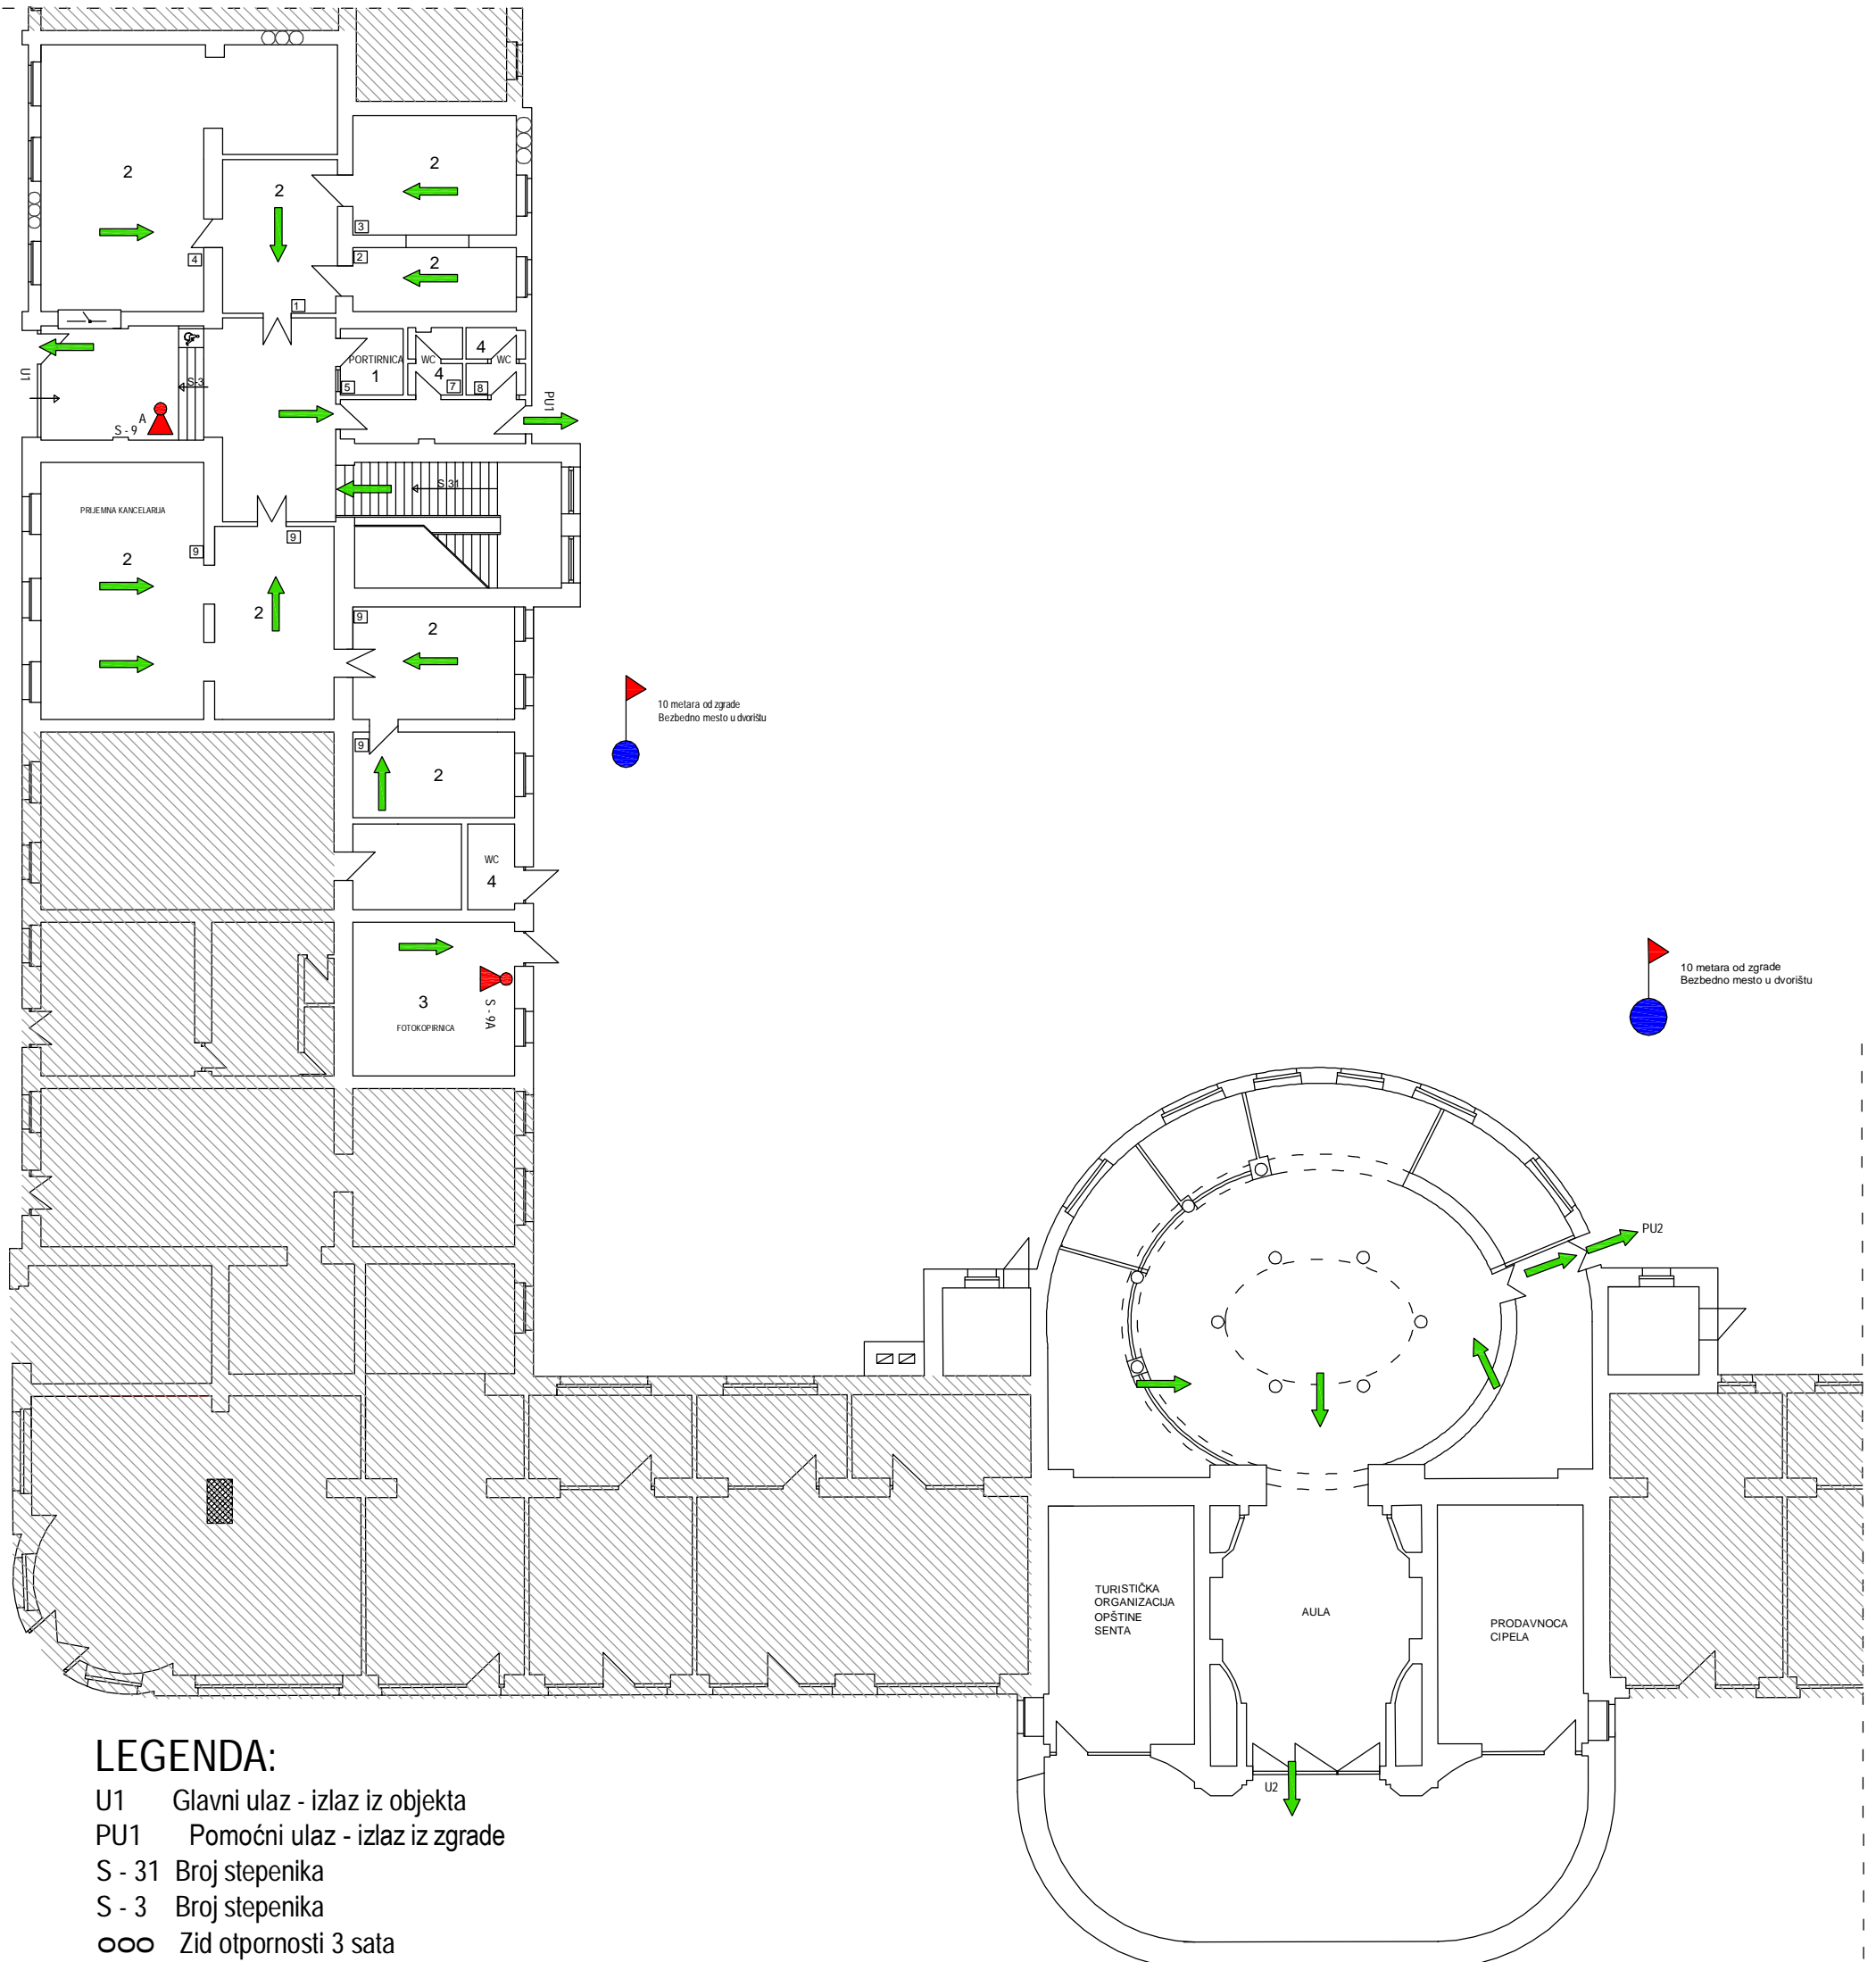 2
2
2
3
2
2
4
1
PORTIRNICA
1
5
WC
4
7
4
WC
8
U1
S-3
A
S - 9
PU1
S 31
PRIJEMNA KANCELARIJA
2
9
9
2
9
2
9
2
WC
4
3
FOTOKOPIRNICA
S - 9A
10 metara od zgrade
Bezbedno mesto u dvorištu
10 metara od zgrade
Bezbedno mesto u dvorištu
PU2
TURISTIČKA
ORGANIZACIJA
OPŠTINE
SENTA
AULA
PRODAVNOCA
CIPELA
U2
LEGENDA:
U1 Glavni ulaz - izlaz iz objekta
PU1 Pomoćni ulaz - izlaz iz zgrade
S - 31 Broj stepenika
S - 3 Broj stepenika
ooo Zid otpornosti 3 sata